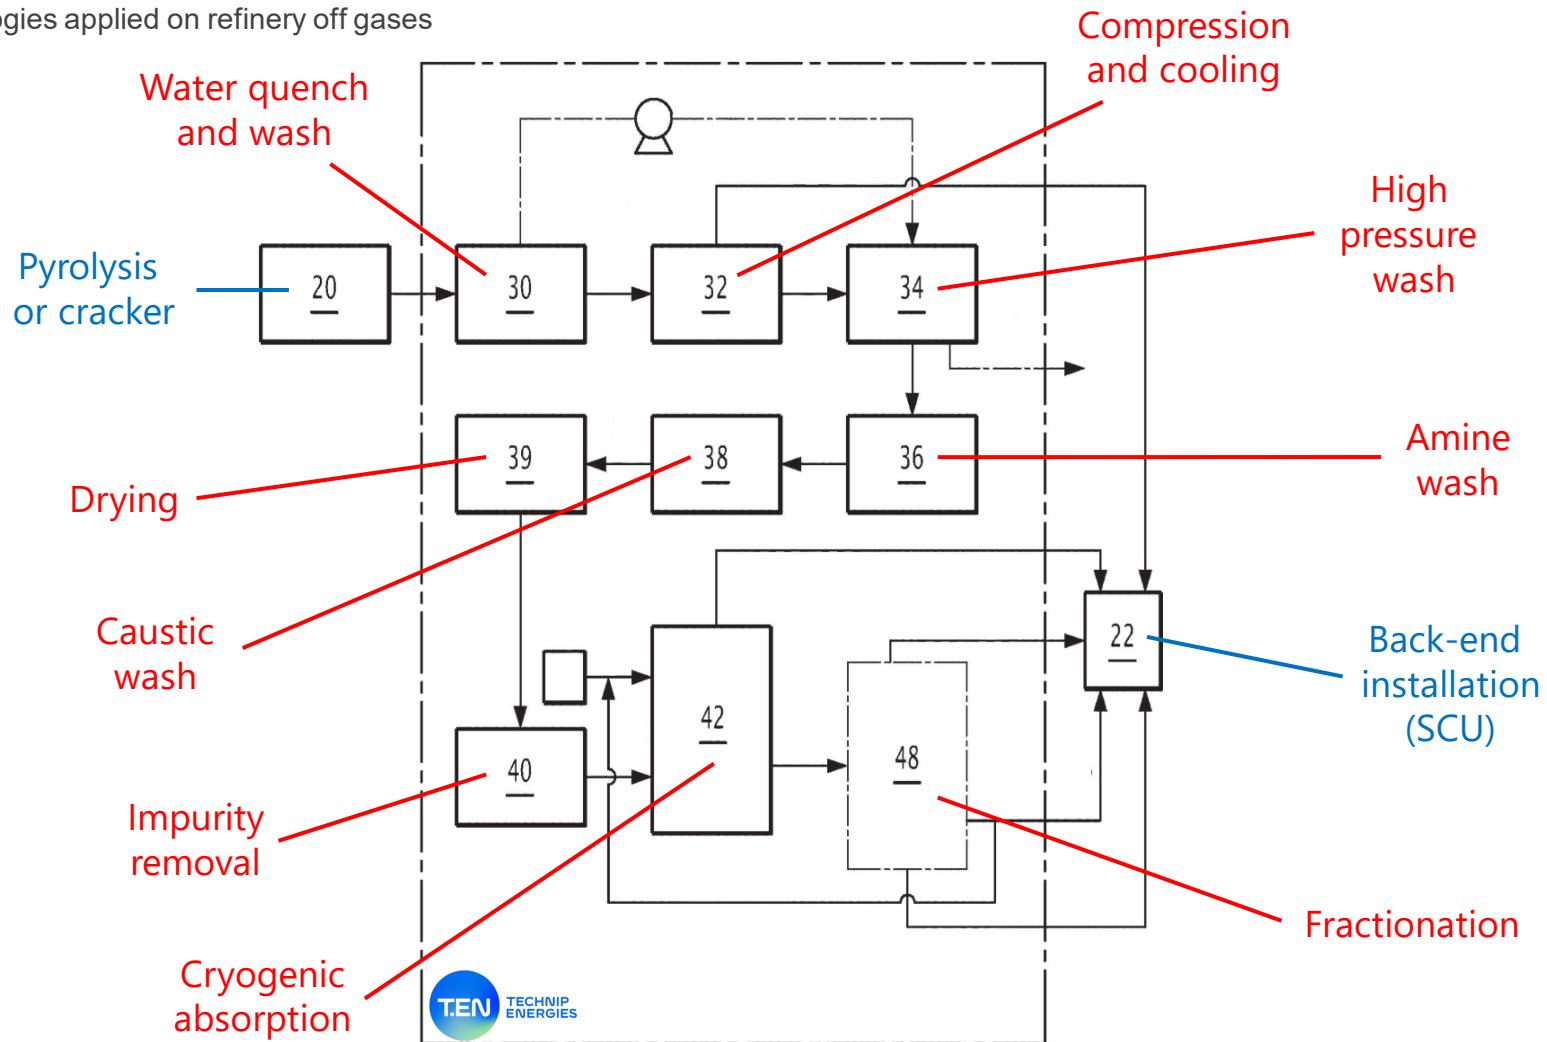 ogies applied on refinery off gases
Compression
and cooling
Water quench
and wash
High
pressure
wash
Pyrolysis
or cracker
20
30
32
34
Amine
wash
39
38
36
Drying
Caustic
wash
22
Back-end
installation
(SCU)
42
48
40
Impurity
removal
Fractionation
Cryogenic
absorption
T.EN TECHNIP
ENERGIES